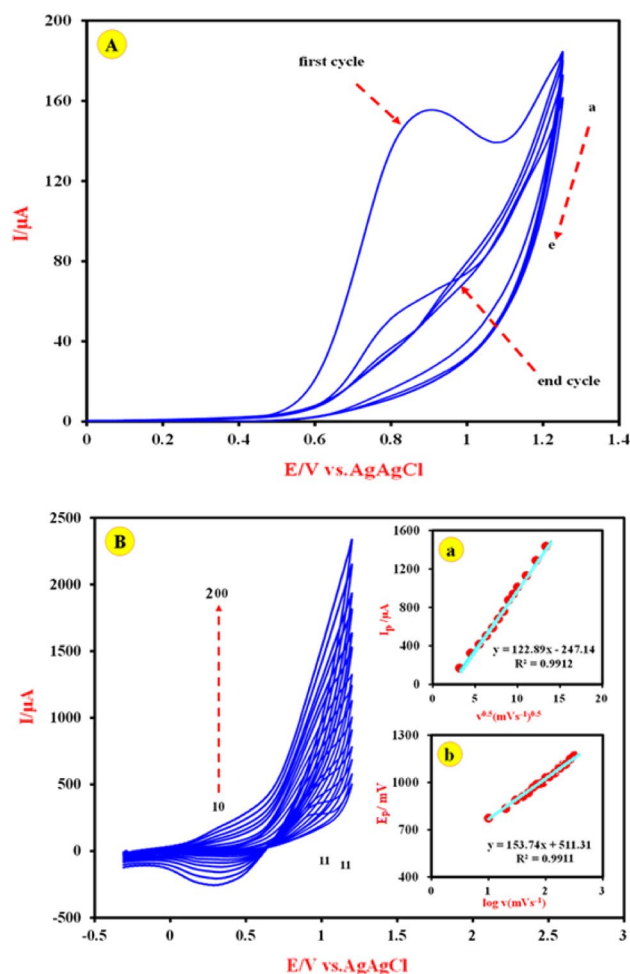 A
200
160
120
80
40
0
I/µA
first cycle
a
e
end cycle
0 0.2 0.4 0.6 0.8 1 1.2 1.4
E/V vs.AgAgCl
B
2500
2000
1500
1000
500
0
-500
I/µA
200
10
11 11
-0.5 0 0.5 1 1.5 2 2.5 3
E/V vs.AgAgCl
a
1600
1200
800
400
0
Ip/µA
y = 122.89x - 247.14
R² = 0.9912
0 5 10 15 20
v⁰·⁵(mVs⁻¹)⁰·⁵
b
1300
1000
700
400
Ep/ mV
y = 153.74x + 511.31
R² = 0.9911
0 1 2 3
log v(mVs⁻¹)